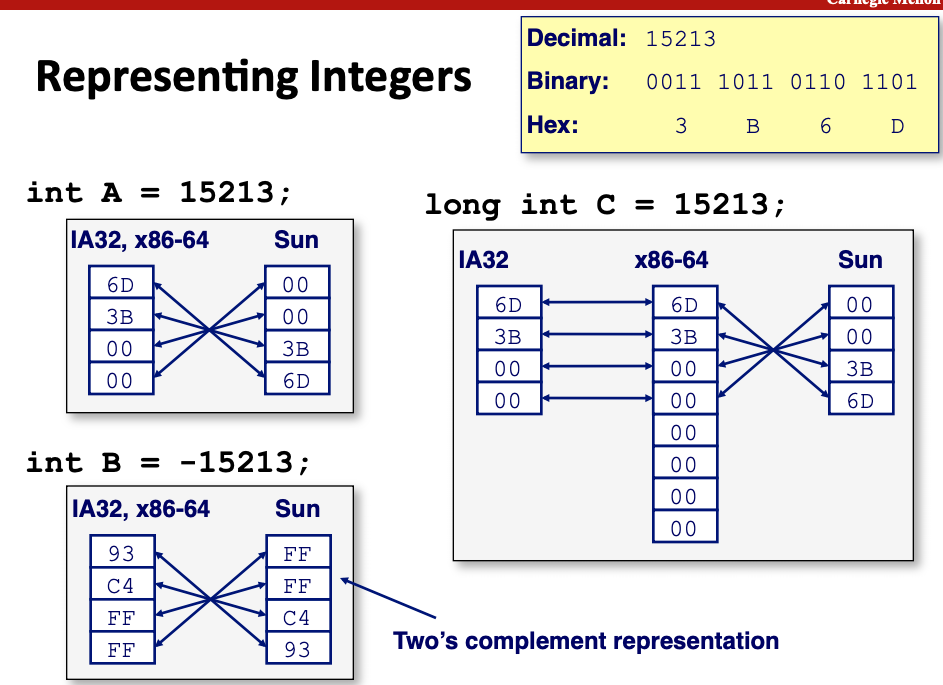 Carnegie Mellon
Representing Integers
Decimal: 15213
Binary: 0011 1011 0110 1101
Hex: 3 B 6 D
int A = 15213;
IA32, x86-64 Sun
6D 00
3B 00
00 3B
00 6D
long int C = 15213;
IA32 x86-64 Sun
6D 6D 00
3B 3B 00
00 00 3B
00 00 6D
00
00
00
00
int B = -15213;
IA32, x86-64 Sun
93 FF
C4 FF
FF C4
FF 93
Two's complement representation